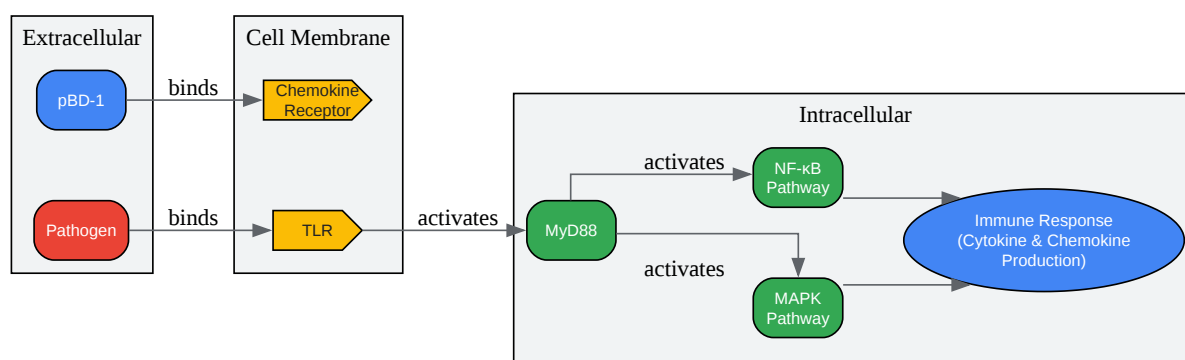 Extracellular
Cell Membrane
pBD-1
binds
Chemokine
Receptor
Intracellular
activates
NF-κB
Pathway
Pathogen
binds
TLR
activates
MyD88
Immune Response
(Cytokine & Chemokine
Production)
activates
MAPK
Pathway